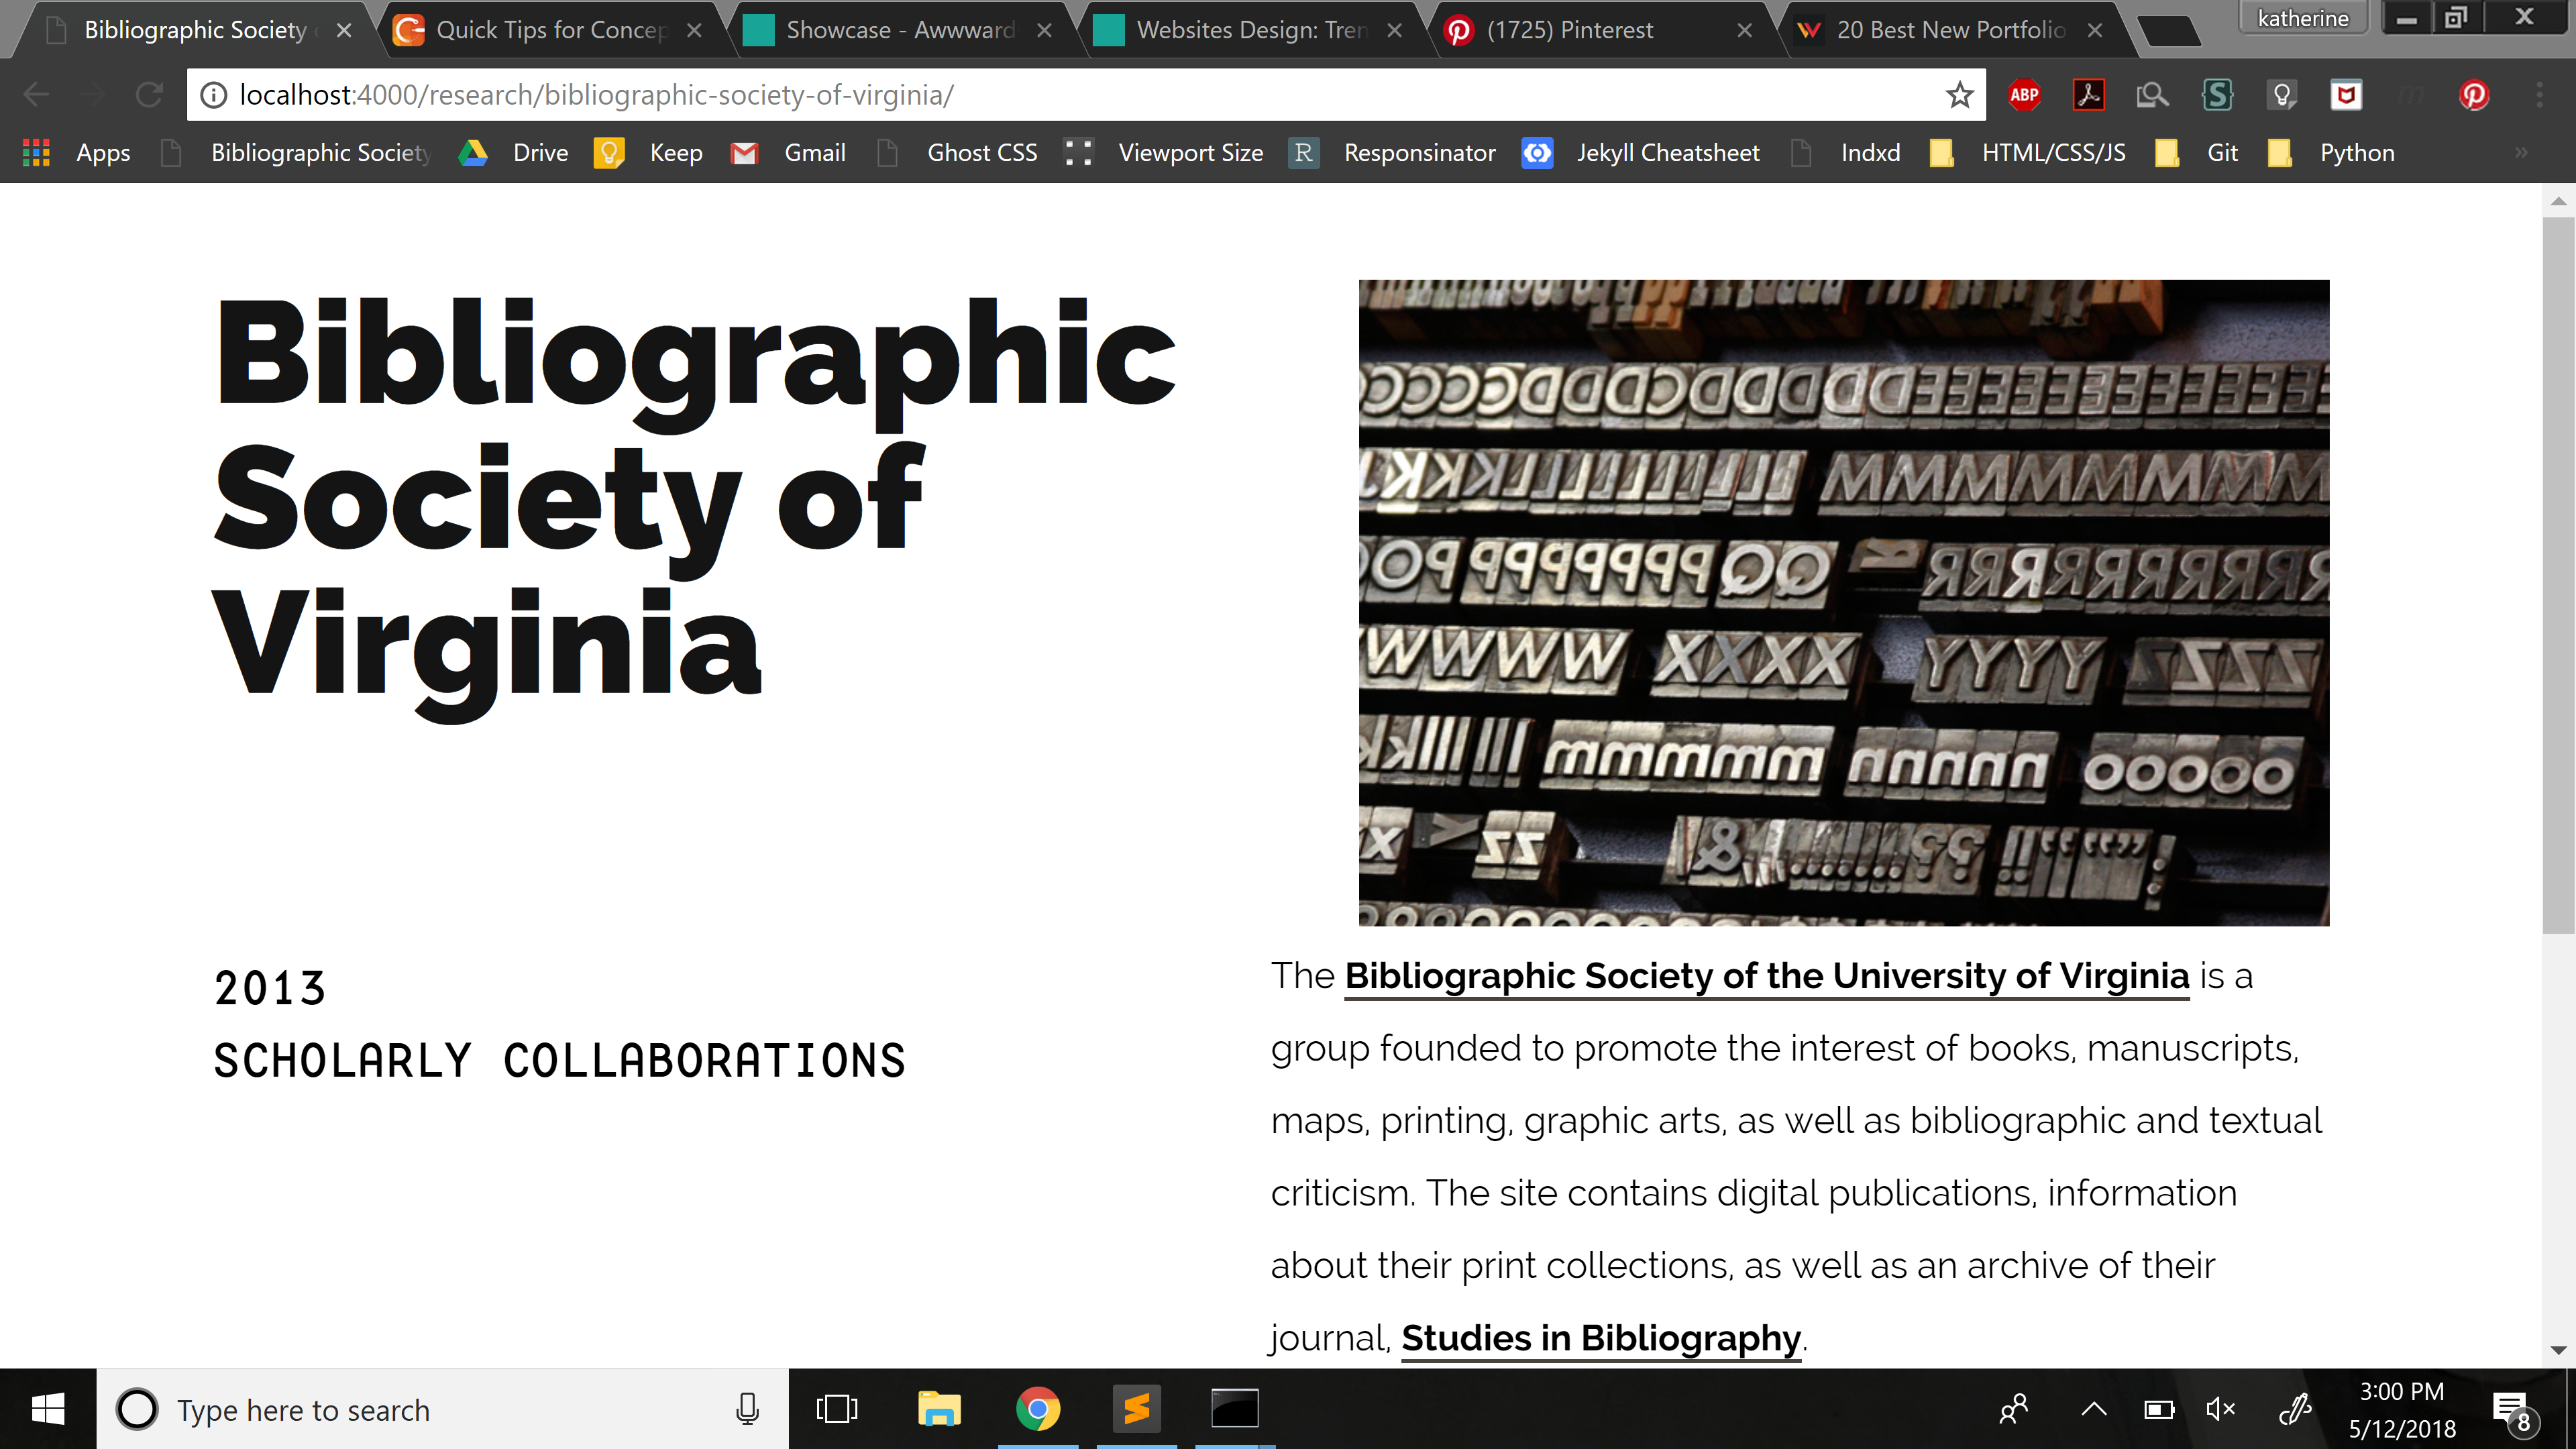 Bibliographic Society
Quick Tips for Concep
Showcase - Awwward
Websites Design: Tren
(1725) Pinterest
20 Best New Portfolio
katherine
localhost:4000/research/bibliographic-society-of-virginia/
ABP
Apps
Bibliographic Society
Drive
Keep
Gmail
Ghost CSS
Viewport Size
R
Responsinator
Jekyll Cheatsheet
Indxd
HTML/CSS/JS
Git
Python
»
Bibliographic
Society of
Virginia
2013
SCHOLARLY COLLABORATIONS
The Bibliographic Society of the University of Virginia is a
group founded to promote the interest of books, manuscripts,
maps, printing, graphic arts, as well as bibliographic and textual
criticism. The site contains digital publications, information
about their print collections, as well as an archive of their
journal, Studies in Bibliography.
Type here to search
3:00 PM
5/12/2018
8